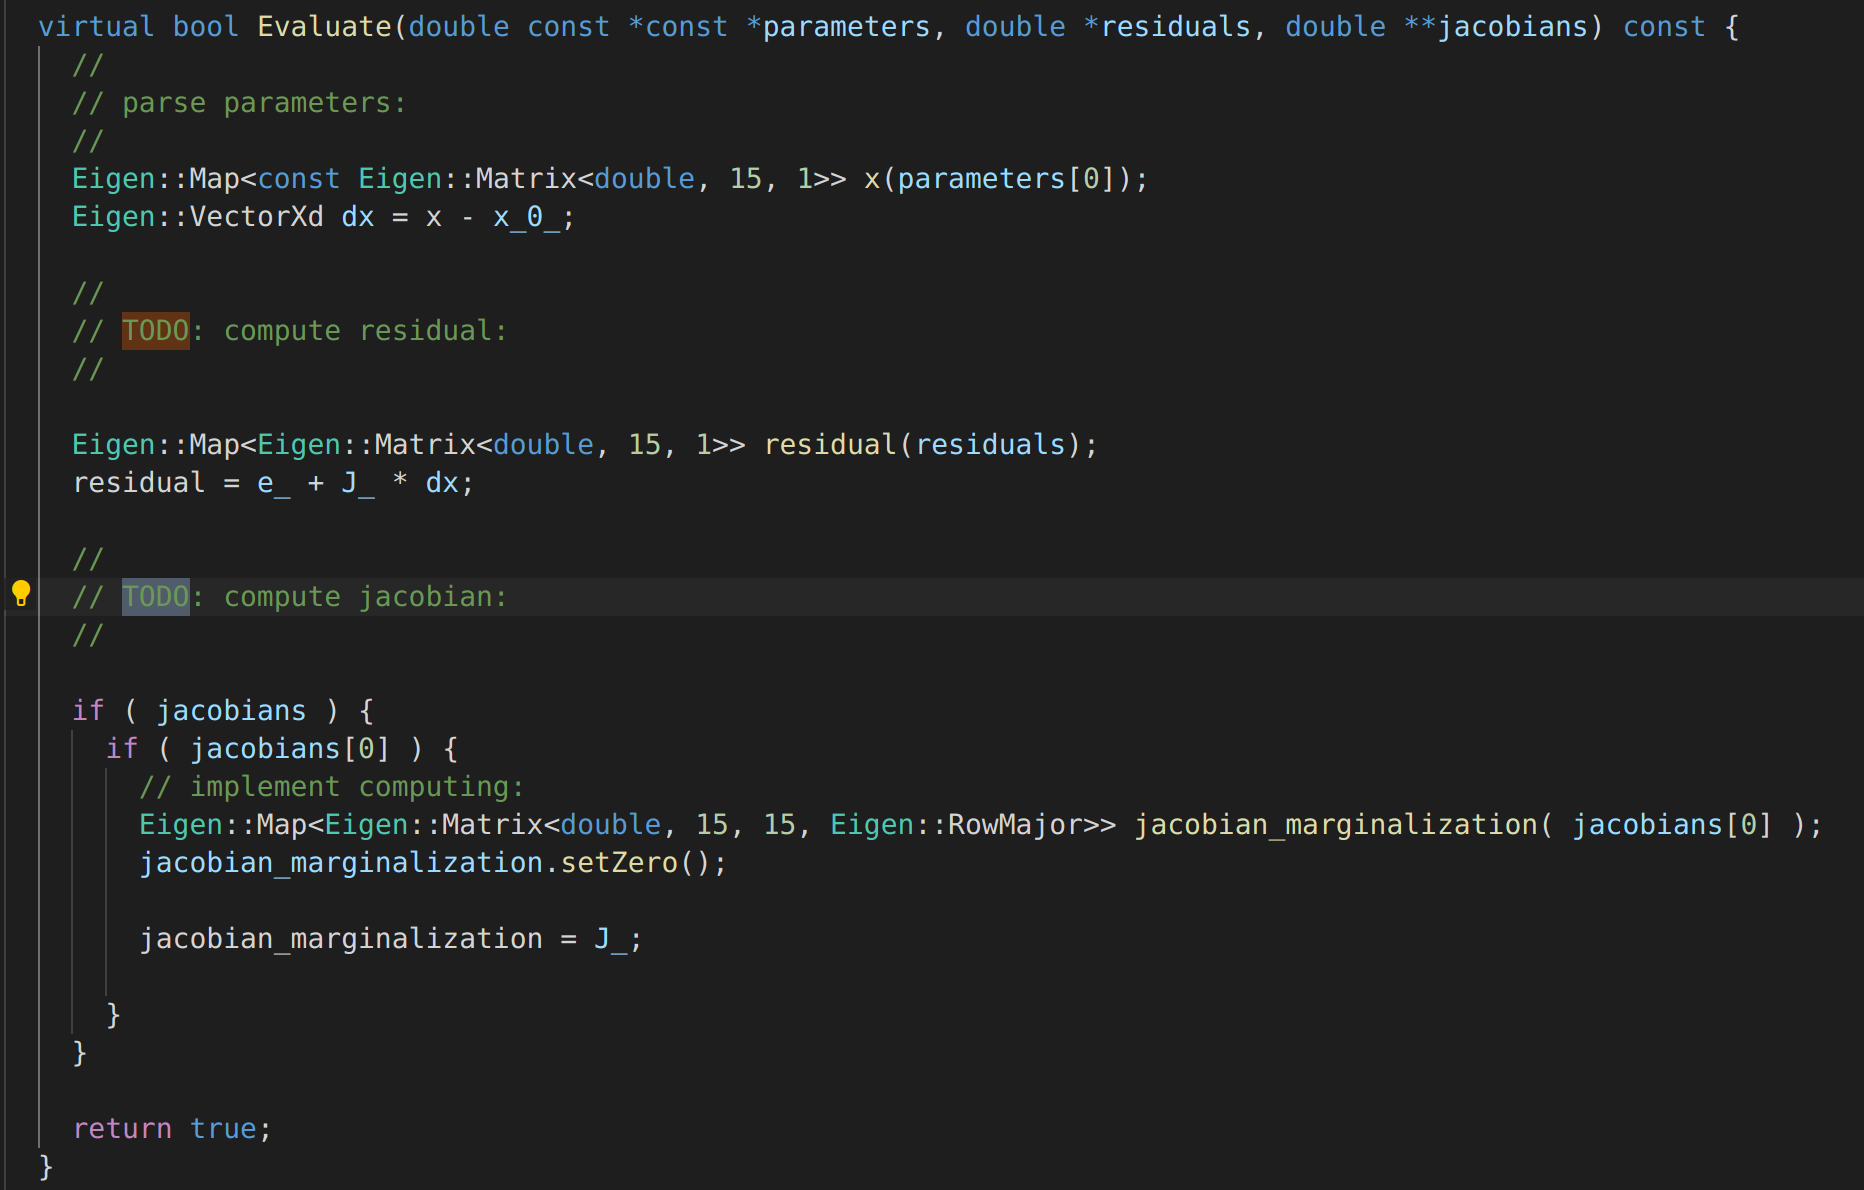 virtual bool Evaluate(double const *const *parameters, double *residuals, double **jacobians) const {
//
// parse parameters:
//
Eigen::Map<const Eigen::Matrix<double, 15, 1>> x(parameters[0]);
Eigen::VectorXd dx = x - x_0_;
//
// TODO: compute residual:
//
Eigen::Map<Eigen::Matrix<double, 15, 1>> residual(residuals);
residual = e_ + J_ * dx;
//
// TODO: compute jacobian:
//
if ( jacobians ) {
if ( jacobians[0] ) {
// implement computing:
Eigen::Map<Eigen::Matrix<double, 15, 15, Eigen::RowMajor>> jacobian_marginalization( jacobians[0] );
jacobian_marginalization.setZero();
jacobian_marginalization = J_;
}
}
return true;
}